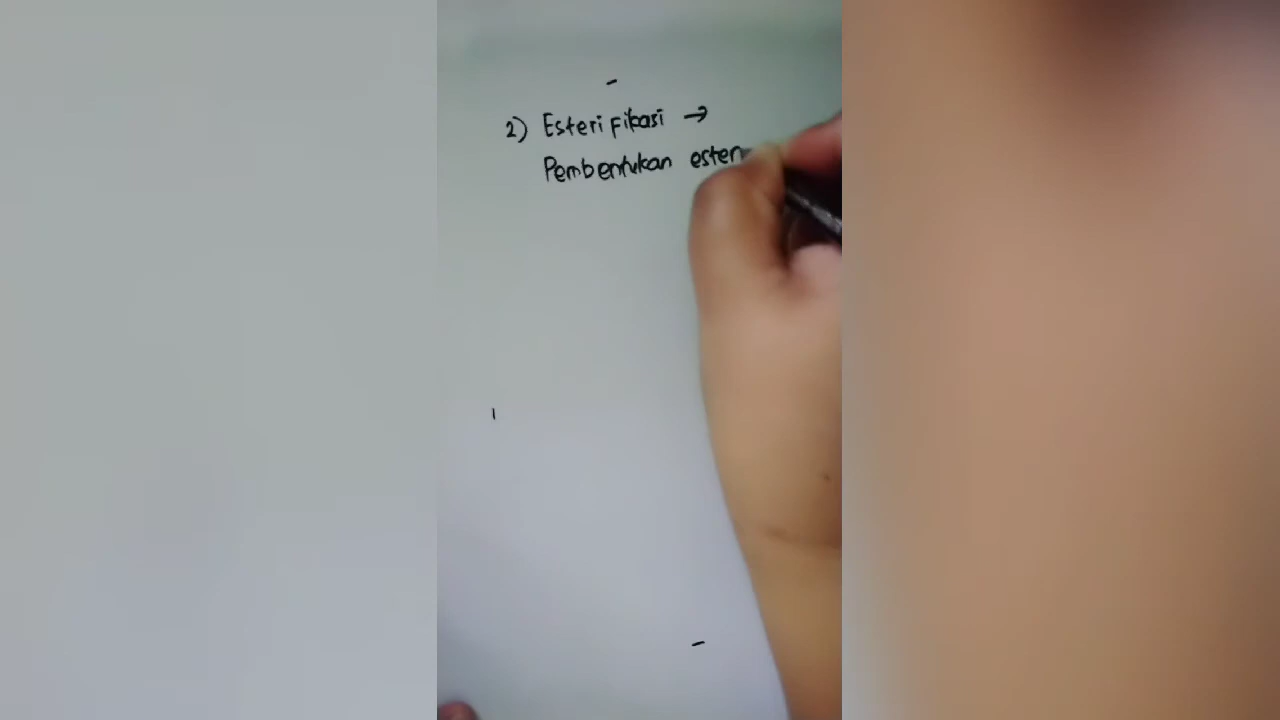 2) Esterifikasi →
Pembentukan ester